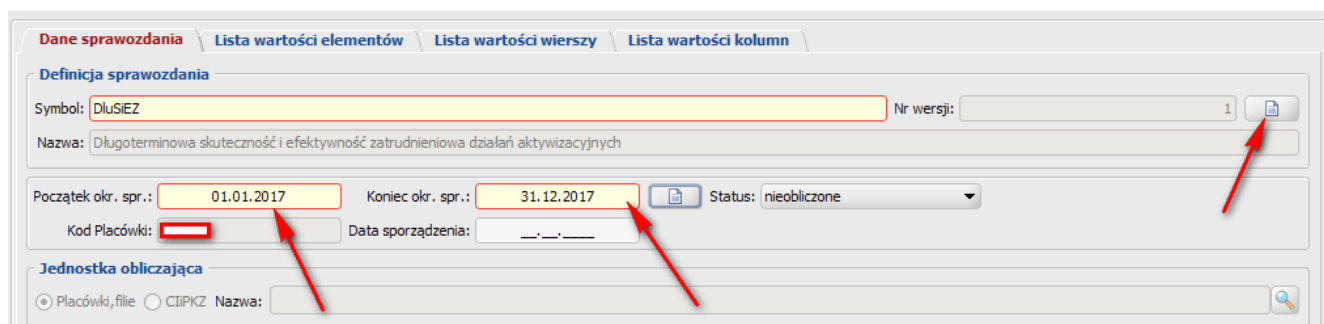 Dane sprawozdania Lista wartości elementów Lista wartości wierszy Lista wartości kolumn
Definicja sprawozdania
Symbol: DluSiEZ Nr wersji: 1
Nazwa: Długoterminowa skuteczność i efektywność zatrudnieniowa działań aktywizacyjnych
Początek okr. spr.: 01.01.2017 Koniec okr. spr.: 31.12.2017 Status: nieobliczone
Kod Placówki: Data sporządzenia: __.__.____
Jednostka obliczająca
Placówki,filie CIiPKZ Nazwa: